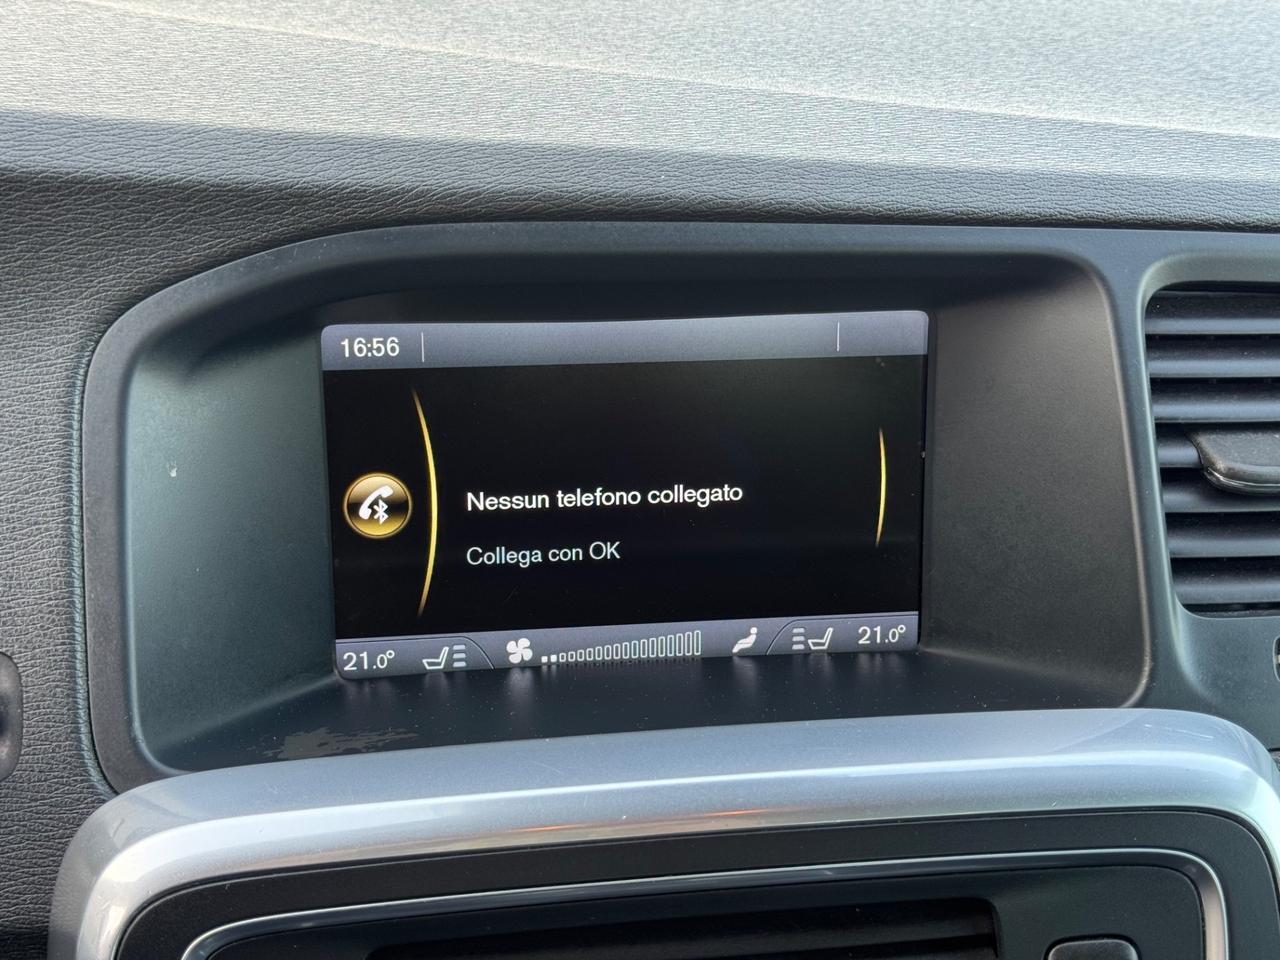 16:56
Nessun telefono collegato
Collega con OK
21.0° 21.0°